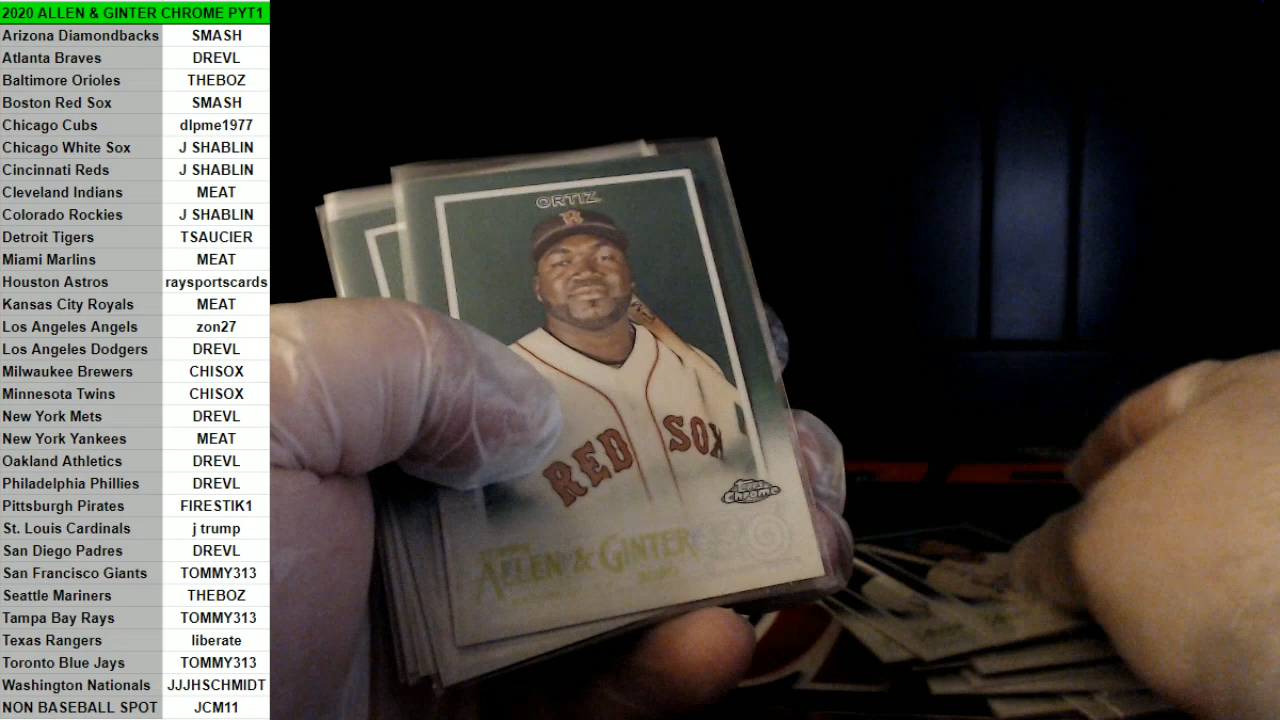 2020 ALLEN & GINTER CHROME PYT1
Arizona Diamondbacks SMASH
Atlanta Braves DREVL
Baltimore Orioles THEBOZ
Boston Red Sox SMASH
Chicago Cubs dlpme1977
Chicago White Sox J SHABLIN
Cincinnati Reds J SHABLIN
Cleveland Indians MEAT
Colorado Rockies J SHABLIN
Detroit Tigers TSAUCIER
Miami Marlins MEAT
Houston Astros raysportscards
Kansas City Royals MEAT
Los Angeles Angels zon27
Los Angeles Dodgers DREVL
Milwaukee Brewers CHISOX
Minnesota Twins CHISOX
New York Mets DREVL
New York Yankees MEAT
Oakland Athletics DREVL
Philadelphia Phillies DREVL
Pittsburgh Pirates FIRESTIK1
St. Louis Cardinals j trump
San Diego Padres DREVL
San Francisco Giants TOMMY313
Seattle Mariners THEBOZ
Tampa Bay Rays TOMMY313
Texas Rangers liberate
Toronto Blue Jays TOMMY313
Washington Nationals JJJHSCHMIDT
NON BASEBALL SPOT JCM11
ORTIZ
B
RED SOX
Topps
Chrome
ALLEN & GINTER